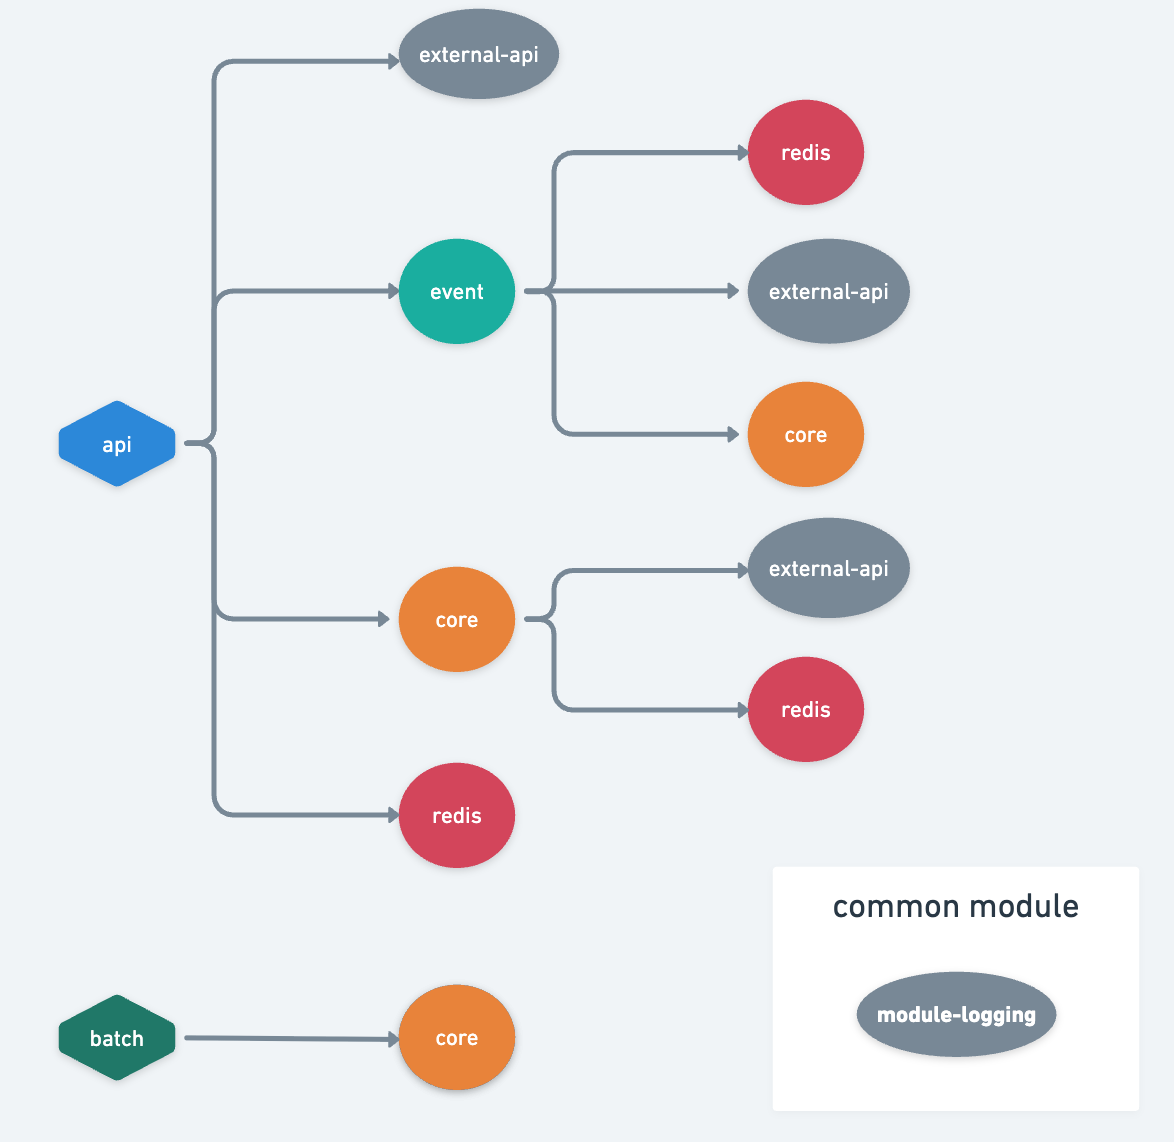 external-api
redis
event
external-api
api
core
external-api
core
redis
redis
common module
module-logging
batch
core